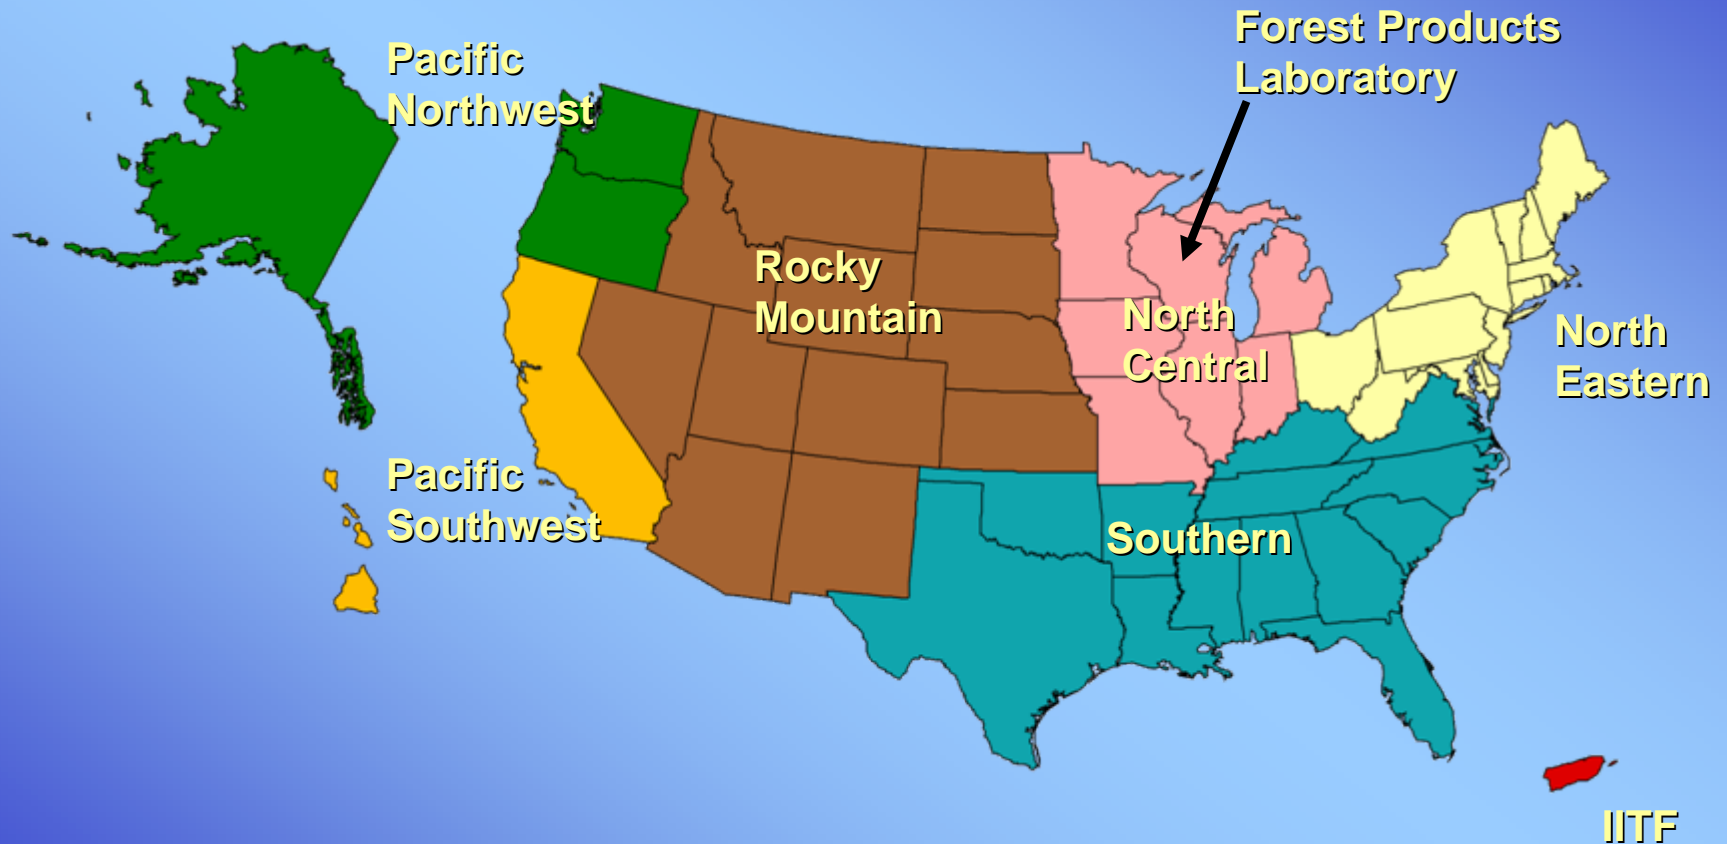 Forest Products
Laboratory
Pacific
Northwest
Rocky
Mountain
North
Central
North
Eastern
Pacific
Southwest
Southern
IITF